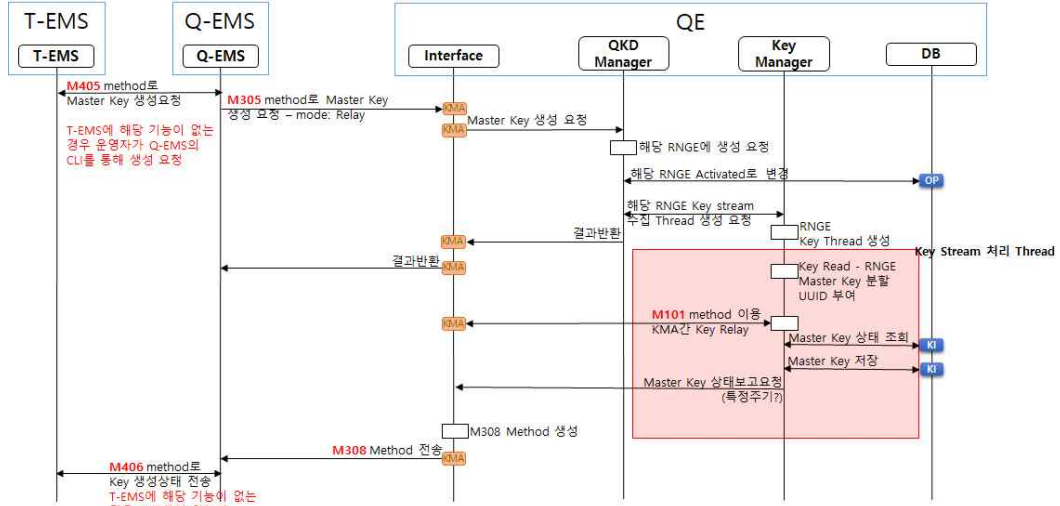 T-EMS
Q-EMS
QE
T-EMS
Q-EMS
Interface
QKD
Manager
Key
Manager
DB
M405 method로
Master Key 생성요청
T-EMS에 해당 기능이 없는
경우 운영자가 Q-EMS의
CLI를 통해 생성 요청
M305 method로 Master Key
생성 요청 – mode: Relay
KMA
KMA
Master Key 생성 요청
해당 RNGE에 생성 요청
해당 RNGE Activated로 변경
OP
해당 RNGE Key stream
수집 Thread 생성 요청
RNGE
Key Thread 생성
결과반환
KMA
결과반환
KMA
Key Stream 처리 Thread
Key Read - RNGE
Master Key 분할
UUID 부여
M101 method 이용
KMA간 Key Relay
KMA
Master Key 상태 조회
KI
Master Key 저장
KI
Master Key 상태보고요청
(특정주기?)
M308 Method 생성
M308 Method 전송
KMA
M406 method로
Key 생성상태 전송
T-EMS에 해당 기능이 없는